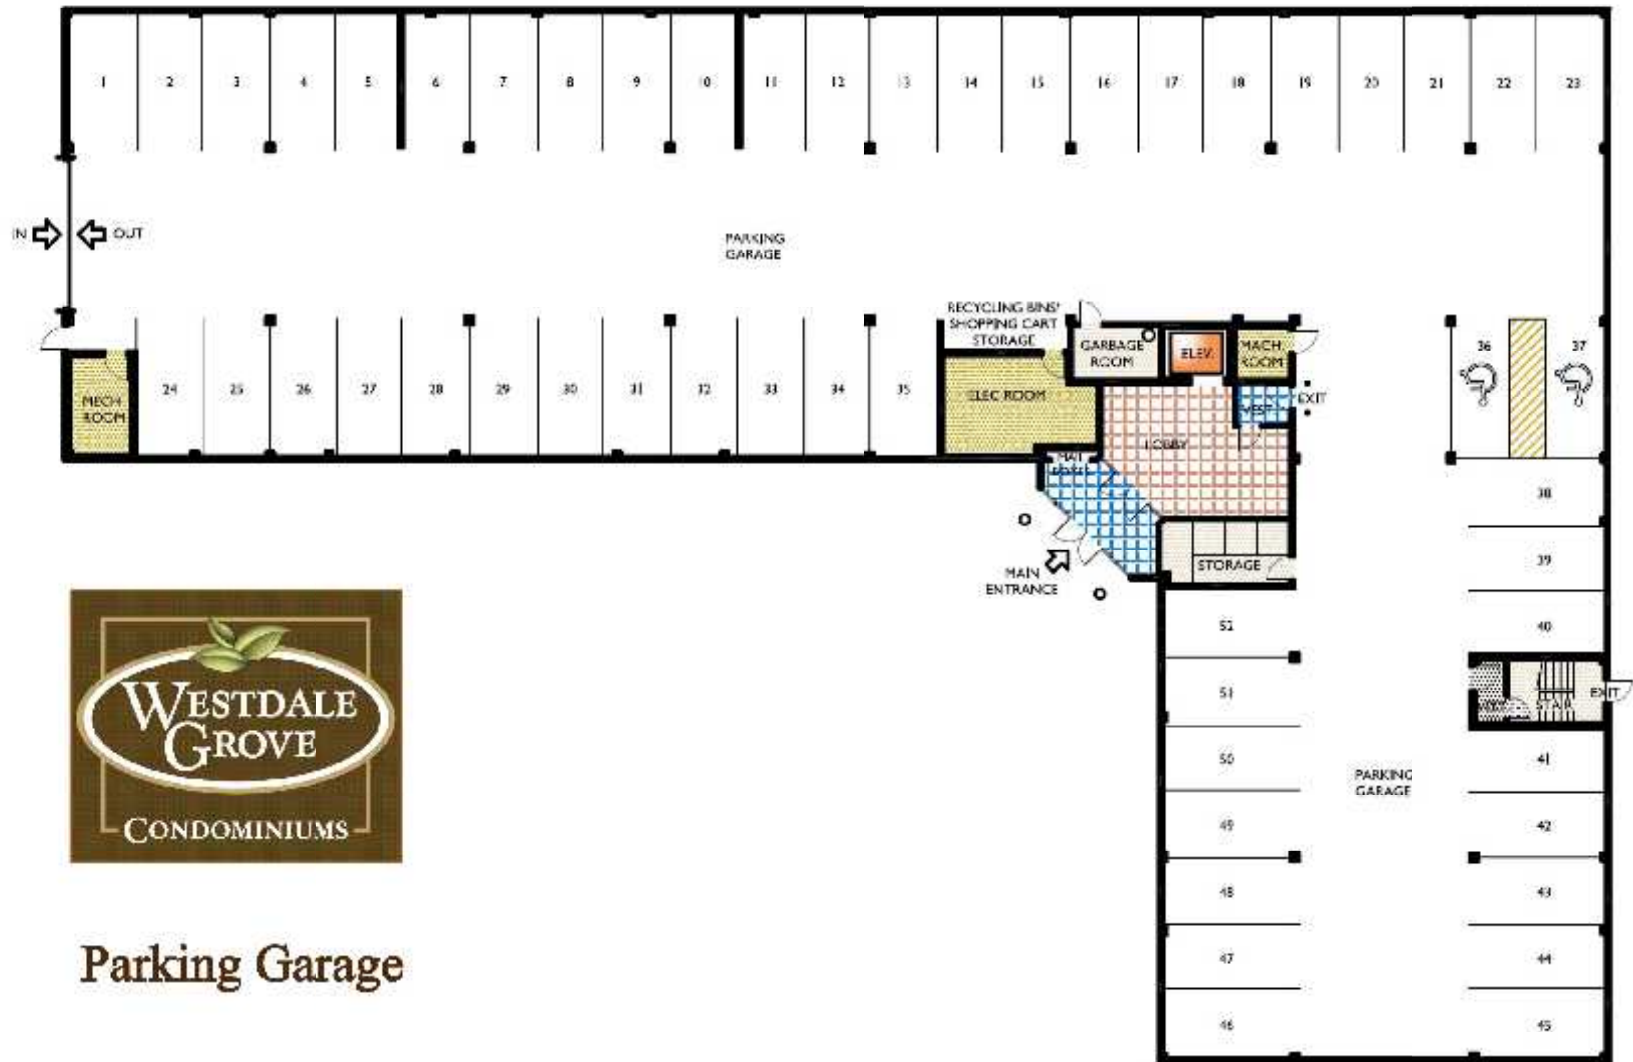 1 2 3 4 5 6 7 8 9 10 11 12 13 14 15 16 17 18 19 20 21 22 23
IN OUT
PARKING
GARAGE
RECYCLING BINS/
SHOPPING CART
STORAGE
GARBAGE
ROOM
ELEV.
MACH.
ROOM
36 37
MECH
ROOM
24 25 26 27 28 29 30 31 32 33 34 35
ELEC ROOM
VEST
EXIT
LOBBY
MAIL
BOXES
38
39
40
STORAGE
MAIN
ENTRANCE
52
51
50
49
48
47
46
STAIR
EXIT
PARKING
GARAGE
41
42
43
44
45
WESTDALE
GROVE
CONDOMINIUMS
Parking Garage